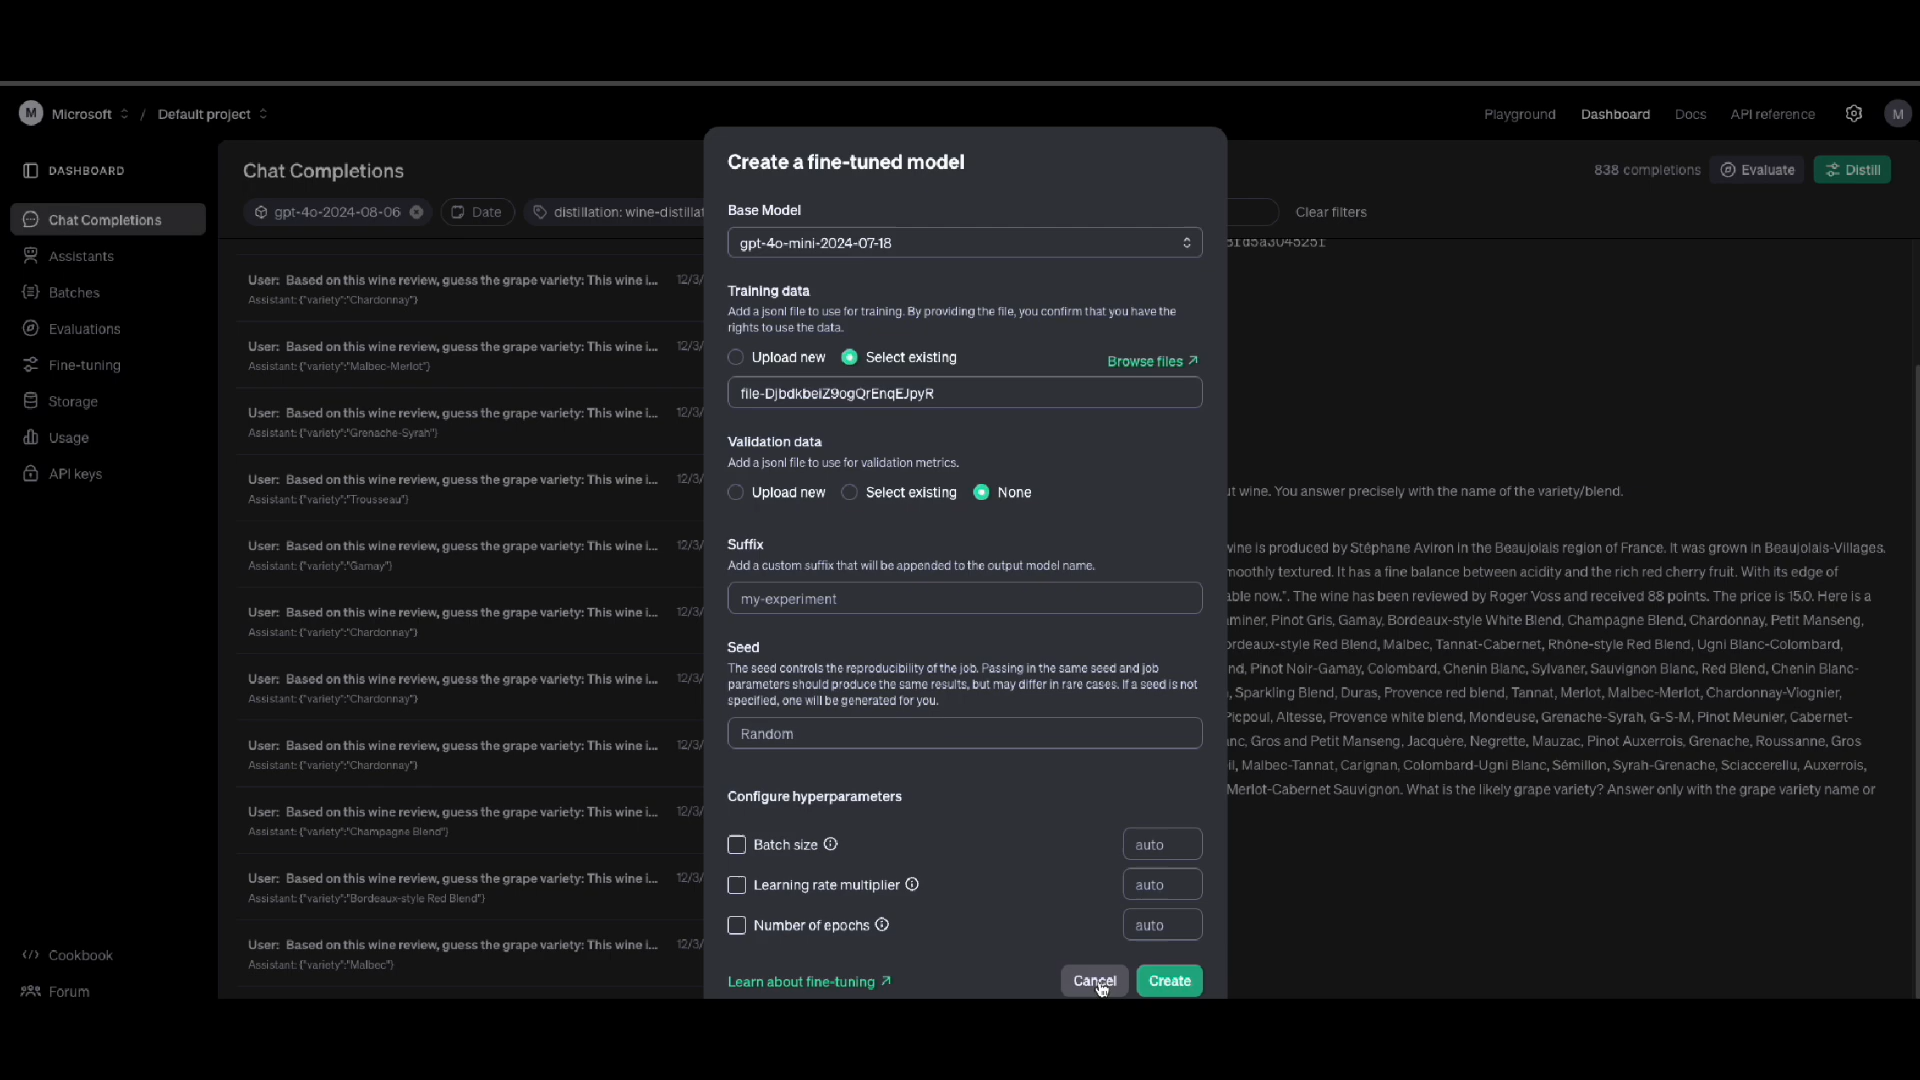 M Microsoft / Default project
Playground Dashboard Docs API reference M
DASHBOARD
Chat Completions
Assistants
Batches
Evaluations
Fine-tuning
Storage
Usage
API keys
Cookbook
Forum
Chat Completions
838 completions Evaluate Distill
gpt-4o-2024-08-06 Date distillation: wine-distillat
Clear filters
User: Based on this wine review, guess the grape variety: This wine i... 12/3/
Assistant: {"variety":"Chardonnay"}
User: Based on this wine review, guess the grape variety: This wine i... 12/3/
Assistant: {"variety":"Malbec-Merlot"}
User: Based on this wine review, guess the grape variety: This wine i... 12/3/
Assistant: {"variety":"Grenache-Syrah"}
User: Based on this wine review, guess the grape variety: This wine i... 12/3/
Assistant: {"variety":"Trousseau"}
User: Based on this wine review, guess the grape variety: This wine i... 12/3/
Assistant: {"variety":"Gamay"}
User: Based on this wine review, guess the grape variety: This wine i... 12/3/
Assistant: {"variety":"Chardonnay"}
User: Based on this wine review, guess the grape variety: This wine i... 12/3/
Assistant: {"variety":"Chardonnay"}
User: Based on this wine review, guess the grape variety: This wine i... 12/3/
Assistant: {"variety":"Chardonnay"}
User: Based on this wine review, guess the grape variety: This wine i... 12/3/
Assistant: {"variety":"Champagne Blend"}
User: Based on this wine review, guess the grape variety: This wine i... 12/3/
Assistant: {"variety":"Bordeaux-style Red Blend"}
User: Based on this wine review, guess the grape variety: This wine i... 12/3/
Assistant: {"variety":"Malbec"}
Create a fine-tuned model
Base Model
gpt-4o-mini-2024-07-18
Training data
Add a jsonl file to use for training. By providing the file, you confirm that you have the
rights to use the data.
Upload new Select existing Browse files
file-DjbdkbeiZ9ogQrEnqEJpyR
Validation data
Add a jsonl file to use for validation metrics.
Upload new Select existing None
Suffix
Add a custom suffix that will be appended to the output model name.
my-experiment
Seed
The seed controls the reproducibility of the job. Passing in the same seed and job
parameters should produce the same results, but may differ in rare cases. If a seed is not
specified, one will be generated for you.
Random
Configure hyperparameters
Batch size auto
Learning rate multiplier auto
Number of epochs auto
Learn about fine-tuning Cancel Create
ut wine. You answer precisely with the name of the variety/blend.
wine is produced by Stéphane Aviron in the Beaujolais region of France. It was grown in Beaujolais-Villages.
moothly textured. It has a fine balance between acidity and the rich red cherry fruit. With its edge of
able now.". The wine has been reviewed by Roger Voss and received 88 points. The price is 15.0. Here is a
aminer, Pinot Gris, Gamay, Bordeaux-style White Blend, Champagne Blend, Chardonnay, Petit Manseng,
ordeaux-style Red Blend, Malbec, Tannat-Cabernet, Rhône-style Red Blend, Ugni Blanc-Colombard,
nd, Pinot Noir-Gamay, Colombard, Chenin Blanc, Sylvaner, Sauvignon Blanc, Red Blend, Chenin Blanc-
, Sparkling Blend, Duras, Provence red blend, Tannat, Merlot, Malbec-Merlot, Chardonnay-Viognier,
Picpoul, Altesse, Provence white blend, Mondeuse, Grenache-Syrah, G-S-M, Pinot Meunier, Cabernet-
nc, Gros and Petit Manseng, Jacquère, Negrette, Mauzac, Pinot Auxerrois, Grenache, Roussanne, Gros
il, Malbec-Tannat, Carignan, Colombard-Ugni Blanc, Sémillon, Syrah-Grenache, Sciaccerellu, Auxerrois,
Merlot-Cabernet Sauvignon. What is the likely grape variety? Answer only with the grape variety name or